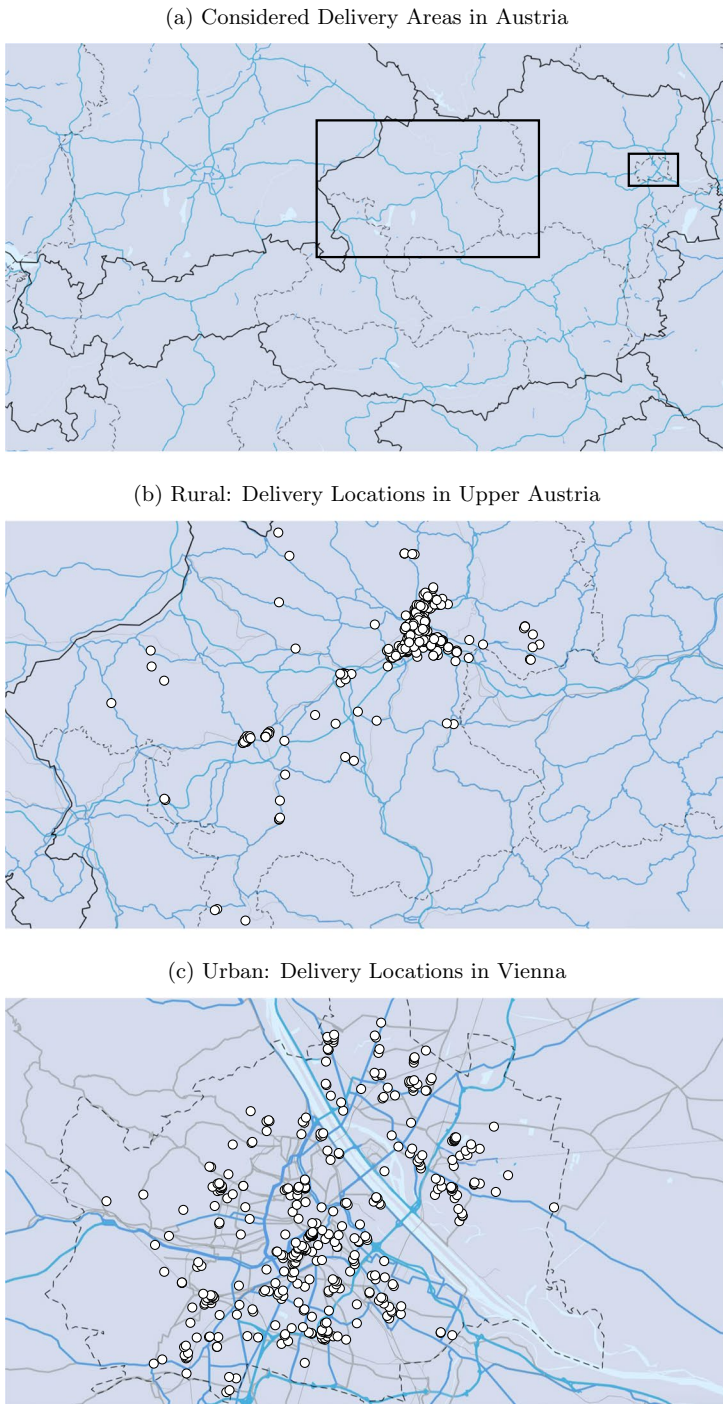 (a) Considered Delivery Areas in Austria
(b) Rural: Delivery Locations in Upper Austria
(c) Urban: Delivery Locations in Vienna